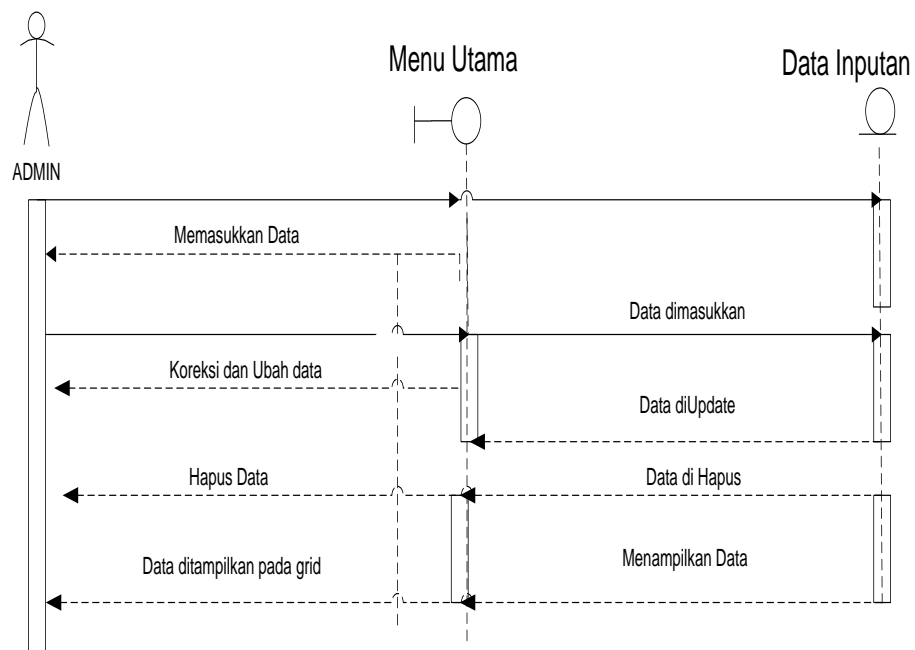 Menu Utama
Data Inputan
ADMIN
Memasukkan Data
Data dimasukkan
Koreksi dan Ubah data
Data diUpdate
Hapus Data
Data di Hapus
Data ditampilkan pada grid
Menampilkan Data